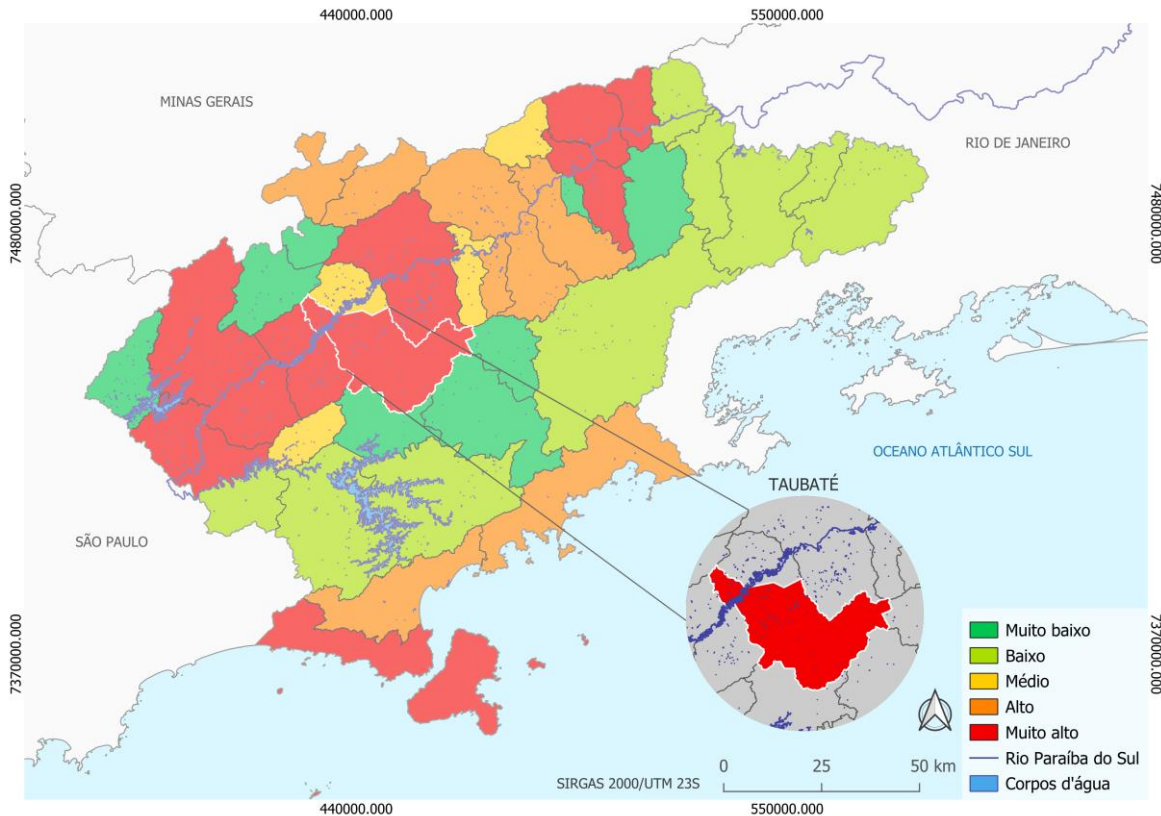 440000.000
550000.000
MINAS GERAIS
RIO DE JANEIRO
7480000.000
7480000.000
OCEANO ATLÂNTICO SUL
TAUBATÉ
SÃO PAULO
7370000.000
7370000.000
Muito baixo
Baixo
Médio
Alto
Muito alto
Rio Paraíba do Sul
Corpos d'água
SIRGAS 2000/UTM 23S
0 25 50 km
440000.000
550000.000